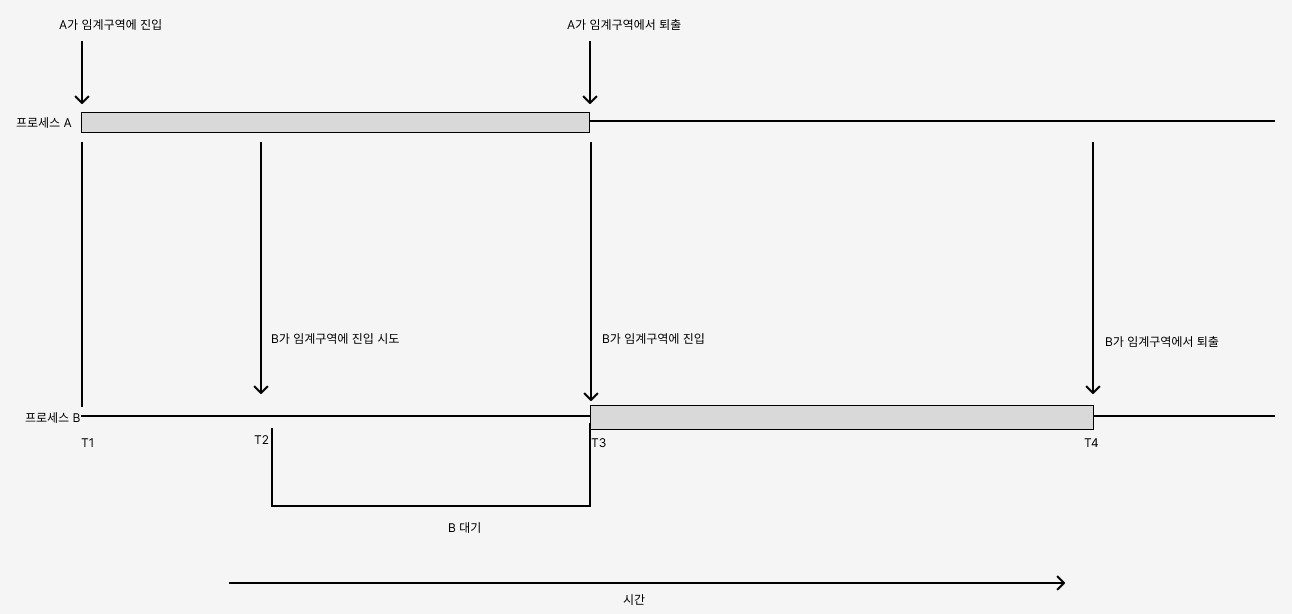 A가 임계구역에 진입
A가 임계구역에서 퇴출
프로세스 A
B가 임계구역에 진입 시도
B가 임계구역에 진입
B가 임계구역에서 퇴출
프로세스 B
T1
T2
T3
T4
B 대기
시간